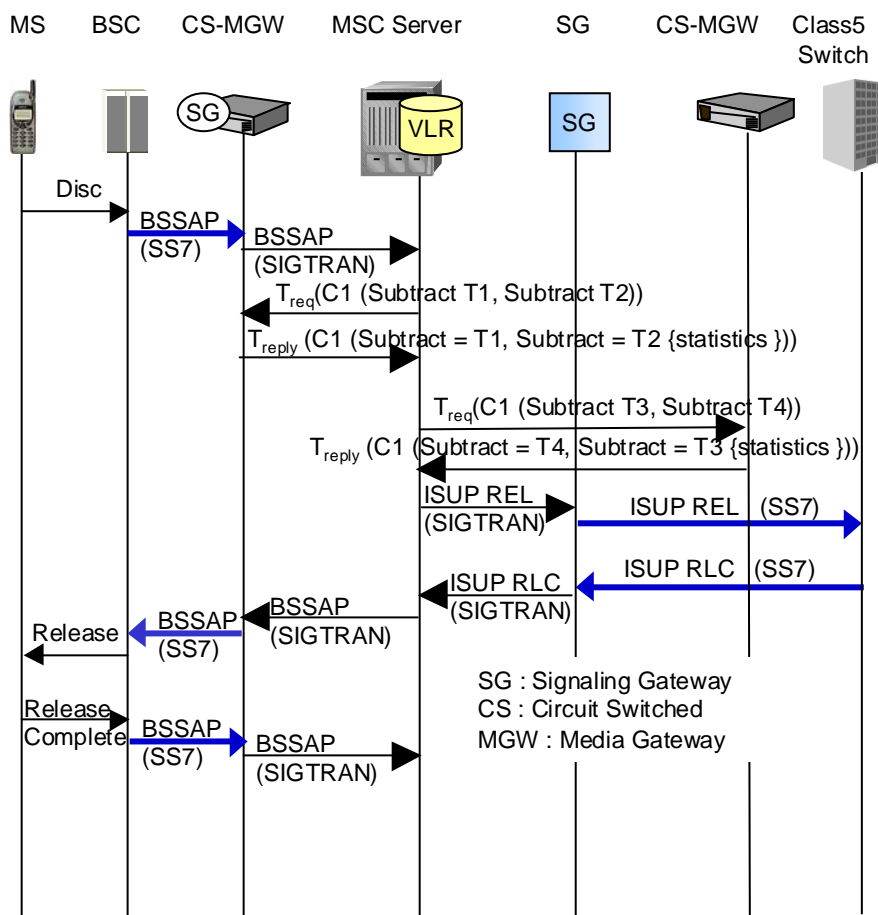 MS BSC CS-MGW MSC Server SG CS-MGW Class5
Switch
SG
VLR
SG
Disc
BSSAP
(SS7)
BSSAP
(SIGTRAN)
Treq(C1 (Subtract T1, Subtract T2))
Treply (C1 (Subtract = T1, Subtract = T2 {statistics }))
Treq(C1 (Subtract T3, Subtract T4))
Treply (C1 (Subtract = T4, Subtract = T3 {statistics }))
ISUP REL
(SIGTRAN)
ISUP REL (SS7)
ISUP RLC (SS7)
ISUP RLC
(SIGTRAN)
BSSAP
(SIGTRAN)
BSSAP
(SS7)
Release
SG : Signaling Gateway
CS : Circuit Switched
MGW : Media Gateway
Release
Complete
BSSAP
(SS7)
BSSAP
(SIGTRAN)